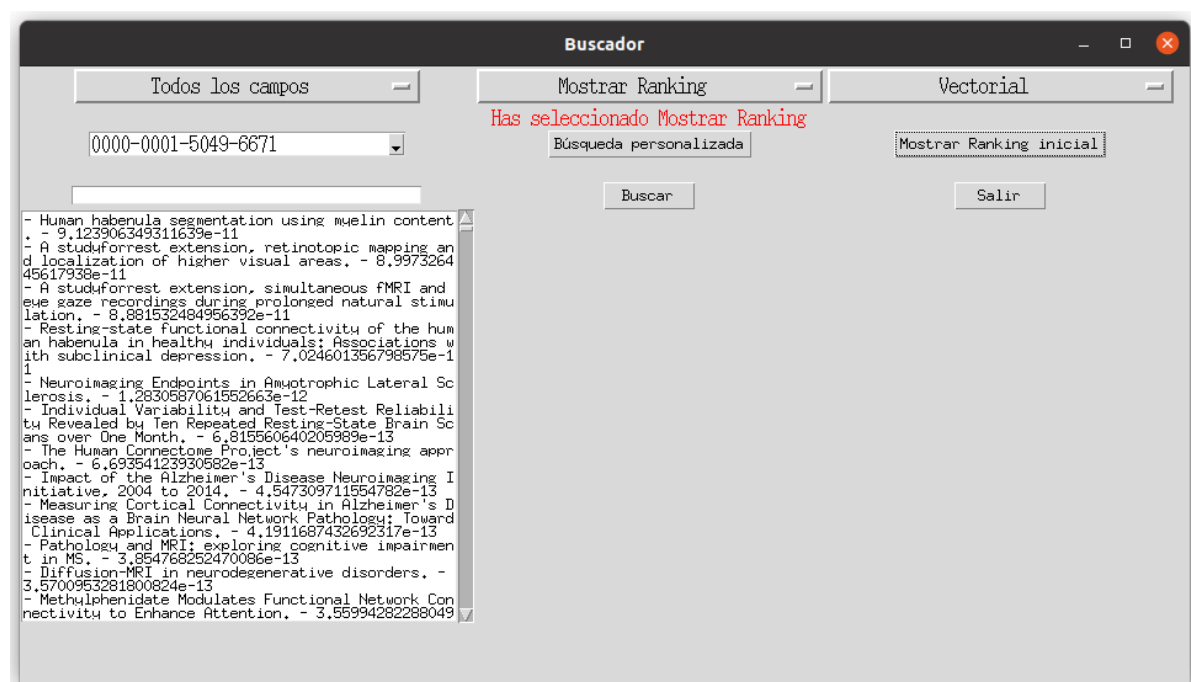 Buscador
Todos los campos
Mostrar Ranking
Vectorial
Has seleccionado Mostrar Ranking
0000-0001-5049-6671
Búsqueda personalizada
Mostrar Ranking inicial
Buscar
Salir
- Human habenula segmentation using myelin content
. - 9.123906349311639e-11
- A studyforrest extension, retinotopic mapping an
d localization of higher visual areas. - 8.9973264
45617938e-11
- A studyforrest extension, simultaneous fMRI and
eye gaze recordings during prolonged natural stimu
lation. - 8.881532484956392e-11
- Resting-state functional connectivity of the hum
an habenula in healthy individuals: Associations w
ith subclinical depression. - 7.024601356798575e-1
1
- Neuroimaging Endpoints in Amyotrophic Lateral Sc
lerosis. - 1.2830587061552663e-12
- Individual Variability and Test-Retest Reliabili
ty Revealed by Ten Repeated Resting-State Brain Sc
ans over One Month. - 6.815560640205989e-13
- The Human Connectome Project's neuroimaging appr
oach. - 6.69354123930582e-13
- Impact of the Alzheimer's Disease Neuroimaging I
nitiative, 2004 to 2014. - 4.547309711554782e-13
- Measuring Cortical Connectivity in Alzheimer's D
isease as a Brain Neural Network Pathology: Toward
Clinical Applications. - 4.1911687432692317e-13
- Pathology and MRI: exploring cognitive impairmen
t in MS. - 3.854768252470086e-13
- Diffusion-MRI in neurodegenerative disorders. -
3.5700953281800824e-13
- Methylphenidate Modulates Functional Network Con
nectivity to Enhance Attention. - 3.55994282288049